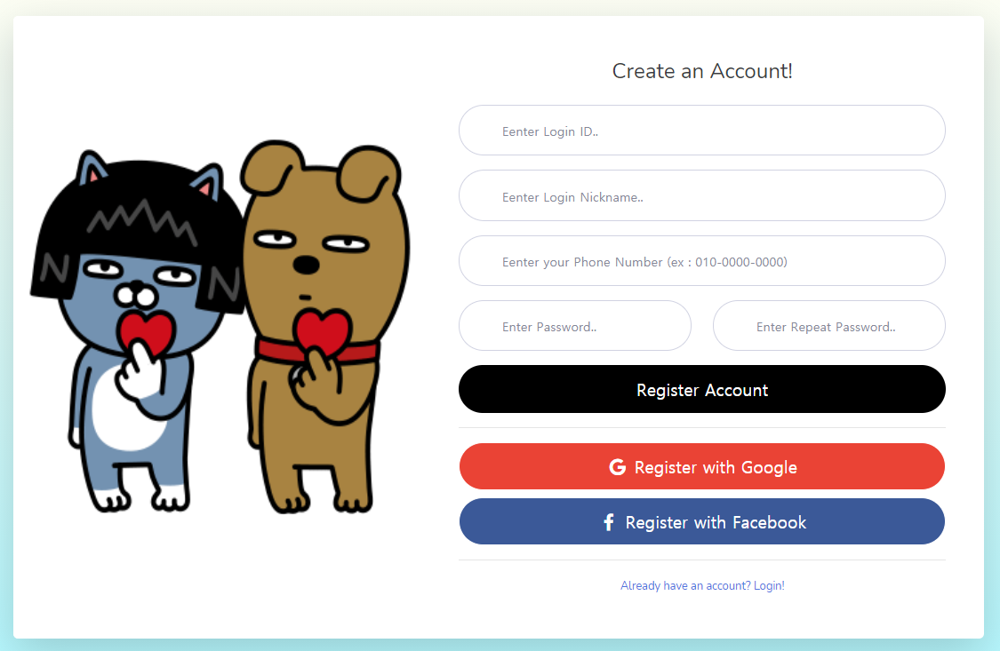 Create an Account!
Eenter Login ID..
Eenter Login Nickname..
Eenter your Phone Number (ex : 010-0000-0000)
Enter Password..
Enter Repeat Password..
Register Account
Register with Google
Register with Facebook
Already have an account? Login!